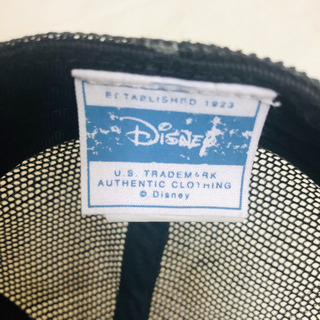 ESTABLISHED 1923
Disney
U.S. TRADEMARK
AUTHENTIC CLOTHING
© Disney